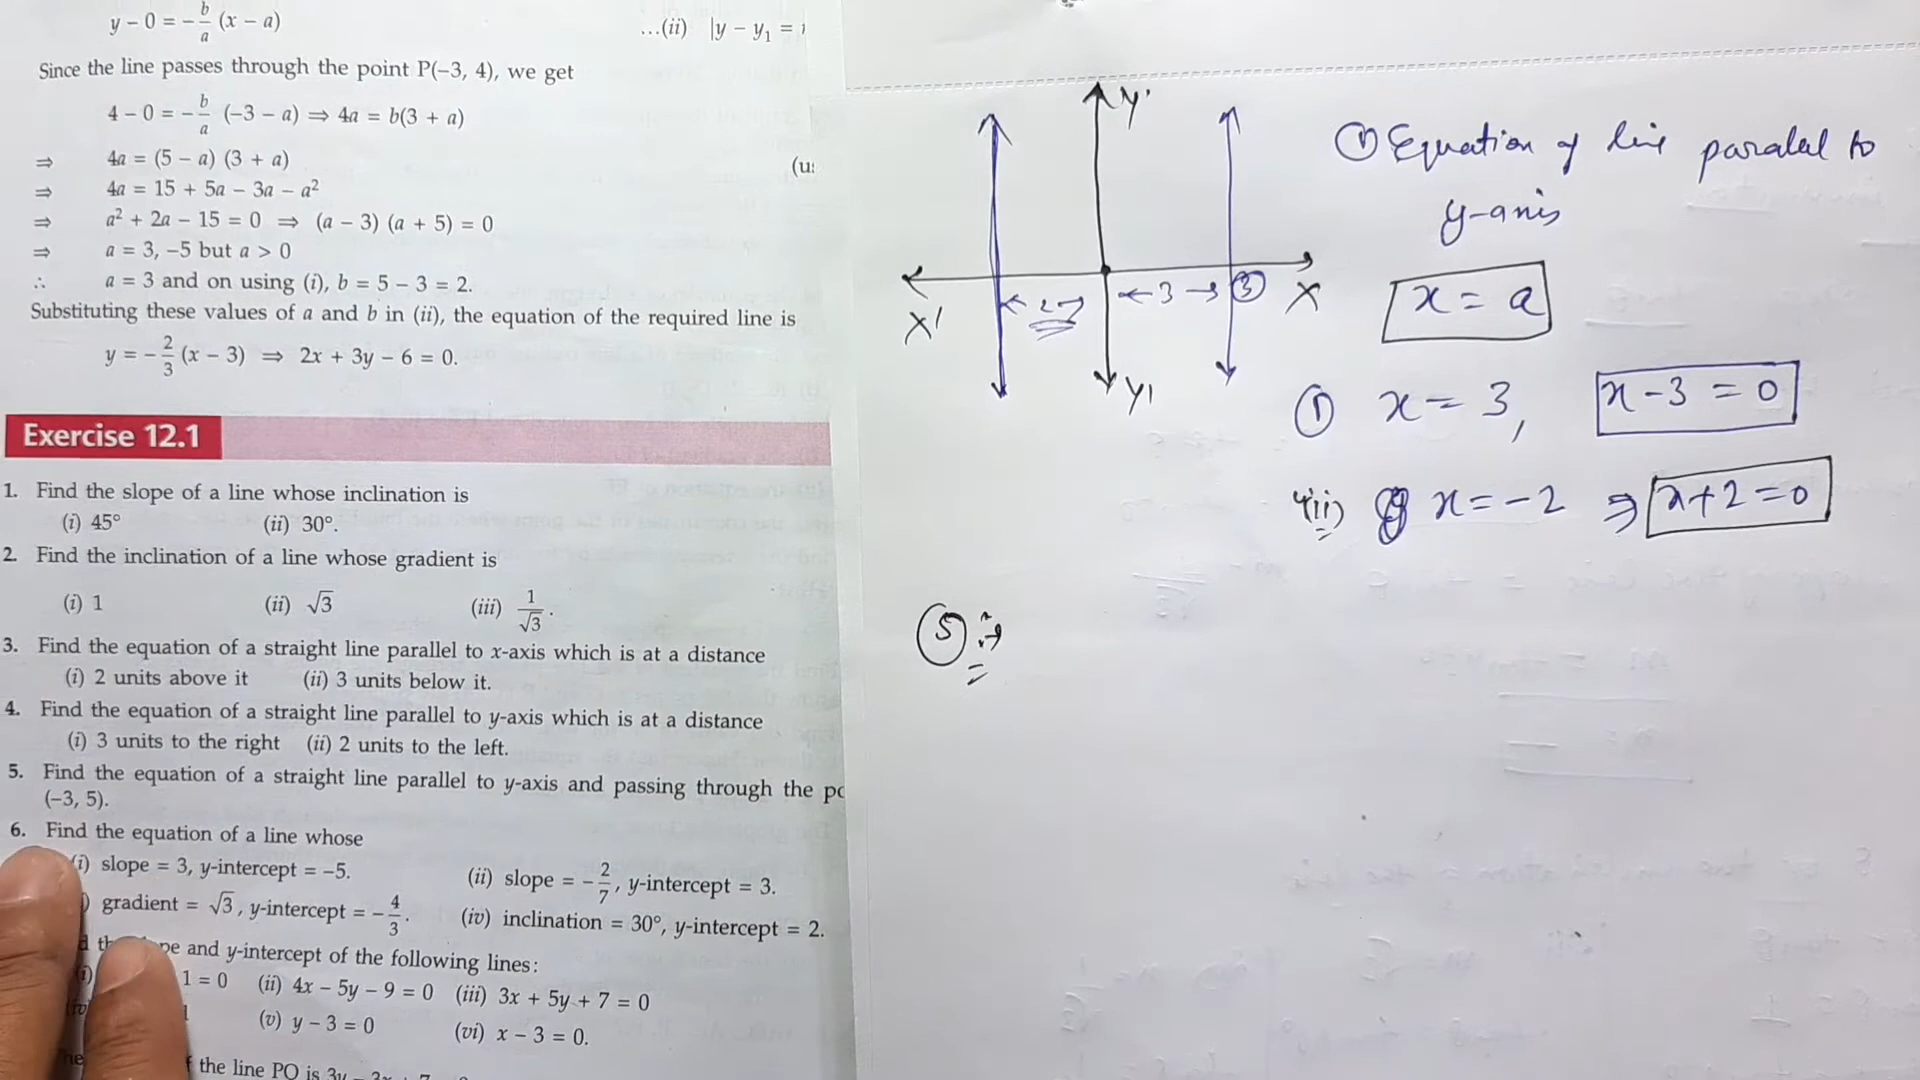 y − 0 = −b/a (x − a) ...(ii) |y − y₁ =
Since the line passes through the point P(−3, 4), we get
4 − 0 = −b/a (−3 − a) ⇒ 4a = b(3 + a)
⇒ 4a = (5 − a) (3 + a) (u
⇒ 4a = 15 + 5a − 3a − a²
⇒ a² + 2a − 15 = 0 ⇒ (a − 3) (a + 5) = 0
⇒ a = 3, −5 but a > 0
∴ a = 3 and on using (i), b = 5 − 3 = 2.
Substituting these values of a and b in (ii), the equation of the required line is
y = −2/3 (x − 3) ⇒ 2x + 3y − 6 = 0.
Exercise 12.1
1. Find the slope of a line whose inclination is
(i) 45° (ii) 30°.
2. Find the inclination of a line whose gradient is
(i) 1 (ii) √3 (iii) 1/√3.
3. Find the equation of a straight line parallel to x-axis which is at a distance
(i) 2 units above it (ii) 3 units below it.
4. Find the equation of a straight line parallel to y-axis which is at a distance
(i) 3 units to the right (ii) 2 units to the left.
5. Find the equation of a straight line parallel to y-axis and passing through the
(−3, 5).
6. Find the equation of a line whose
(i) slope = 3, y-intercept = −5. (ii) slope = −2/7, y-intercept = 3.
) gradient = √3, y-intercept = −4/3. (iv) inclination = 30°, y-intercept = 2.
pe and y-intercept of the following lines:
(i) 1 = 0 (ii) 4x − 5y − 9 = 0 (iii) 3x + 5y + 7 = 0
(v) y − 3 = 0 (vi) x − 3 = 0.
the line PQ is
Y'
X' 2 3 ③ X
Y1
① Equation of line paralal to
y-axis
x = a
① x = 3, x − 3 = 0
(ii) x = −2 ⇒ x + 2 = 0
⑤ :→